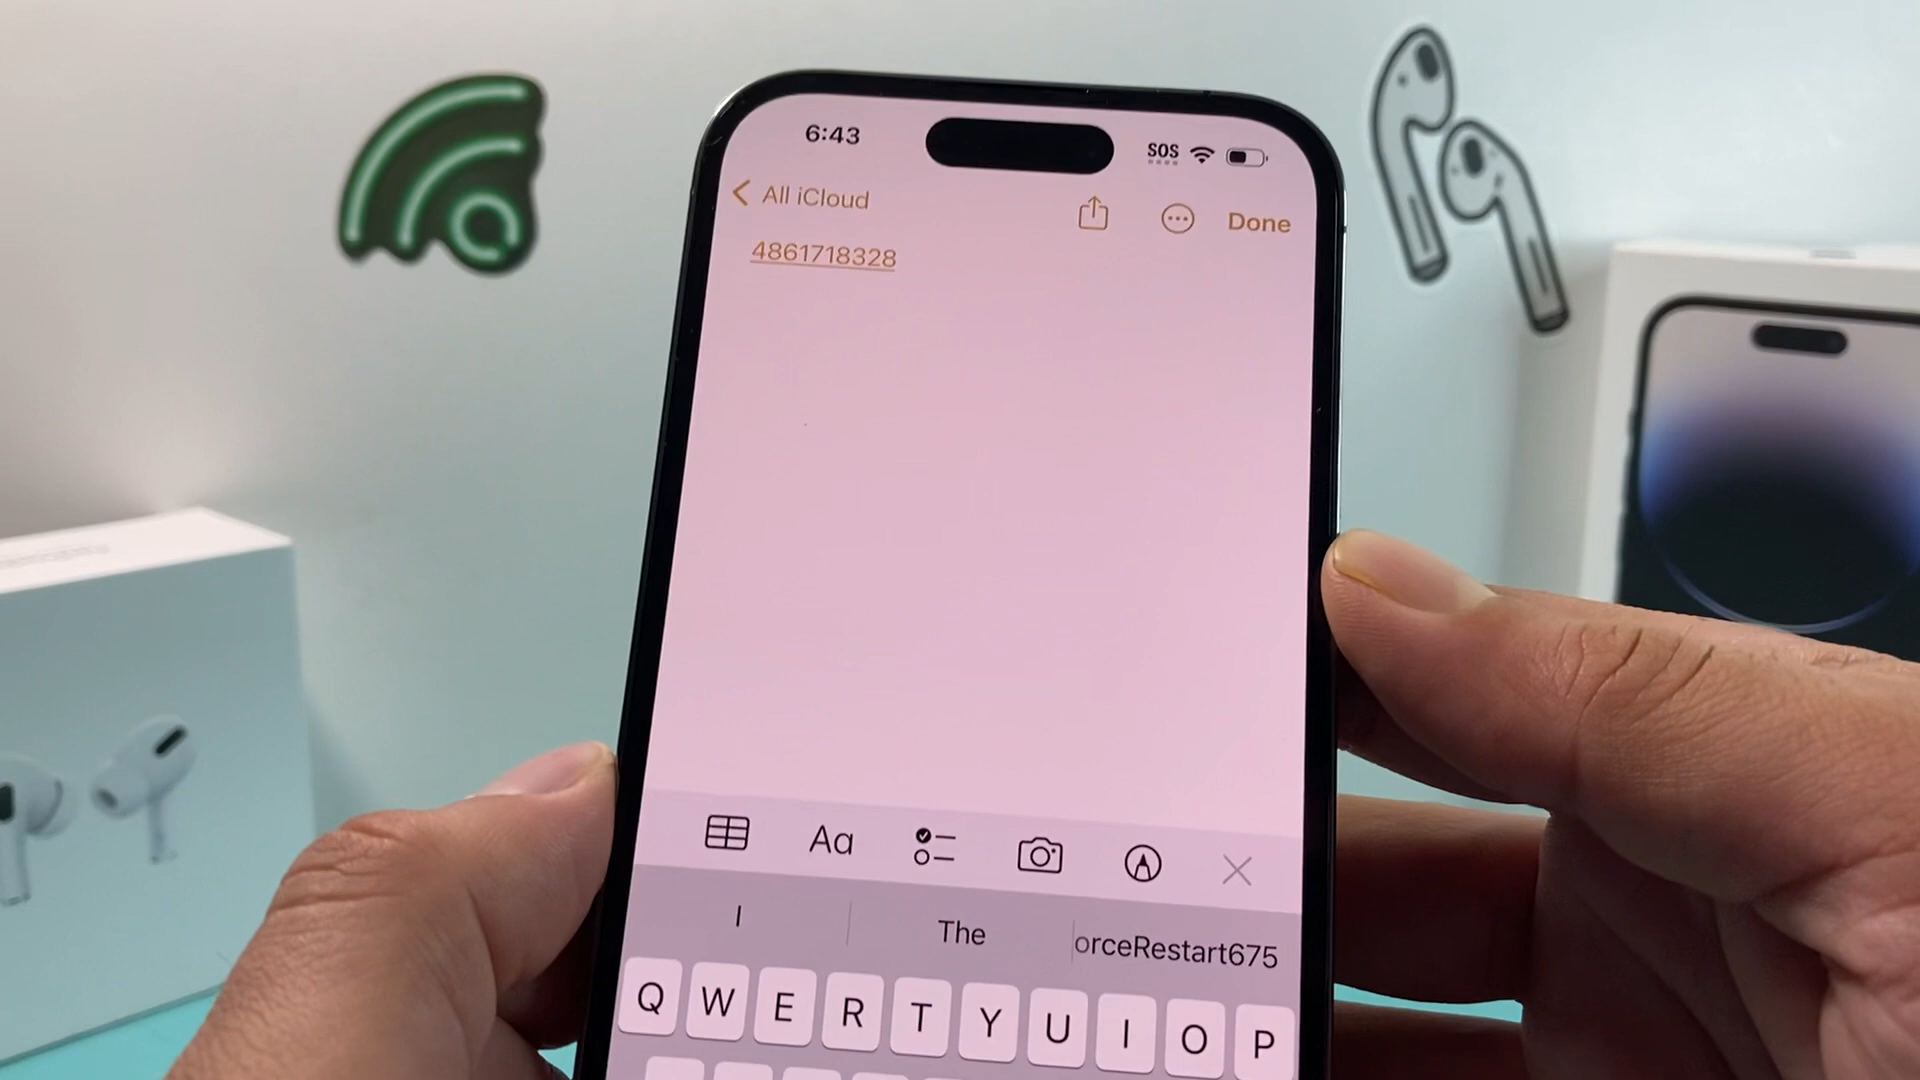 6:43
SOS
All iCloud
Done
4861718328
Aa
I
The
orceRestart675
Q W E R T Y U I O P